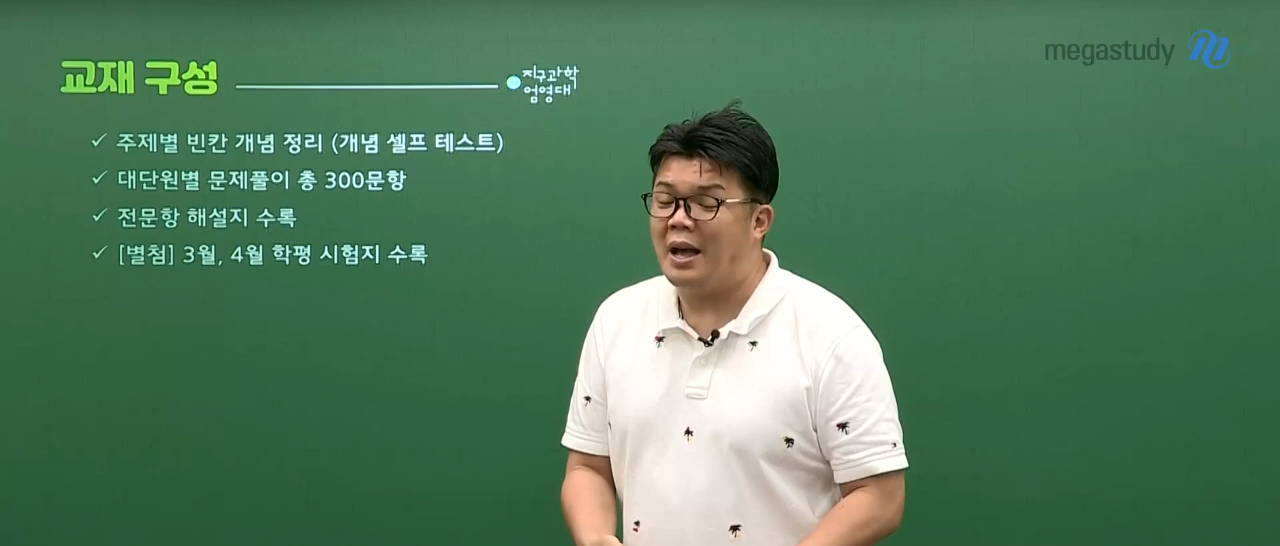 megastudy
교재 구성
지구과학
엄영대
✓ 주제별 빈칸 개념 정리 (개념 셀프 테스트)
✓ 대단원별 문제풀이 총 300문항
✓ 전문항 해설지 수록
✓ [별첨] 3월, 4월 학평 시험지 수록